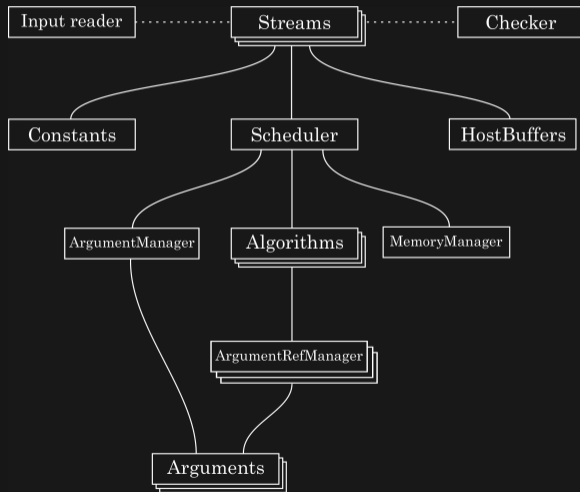 Input reader
Streams
Checker
Constants
Scheduler
HostBuffers
ArgumentManager
Algorithms
MemoryManager
ArgumentRefManager
Arguments